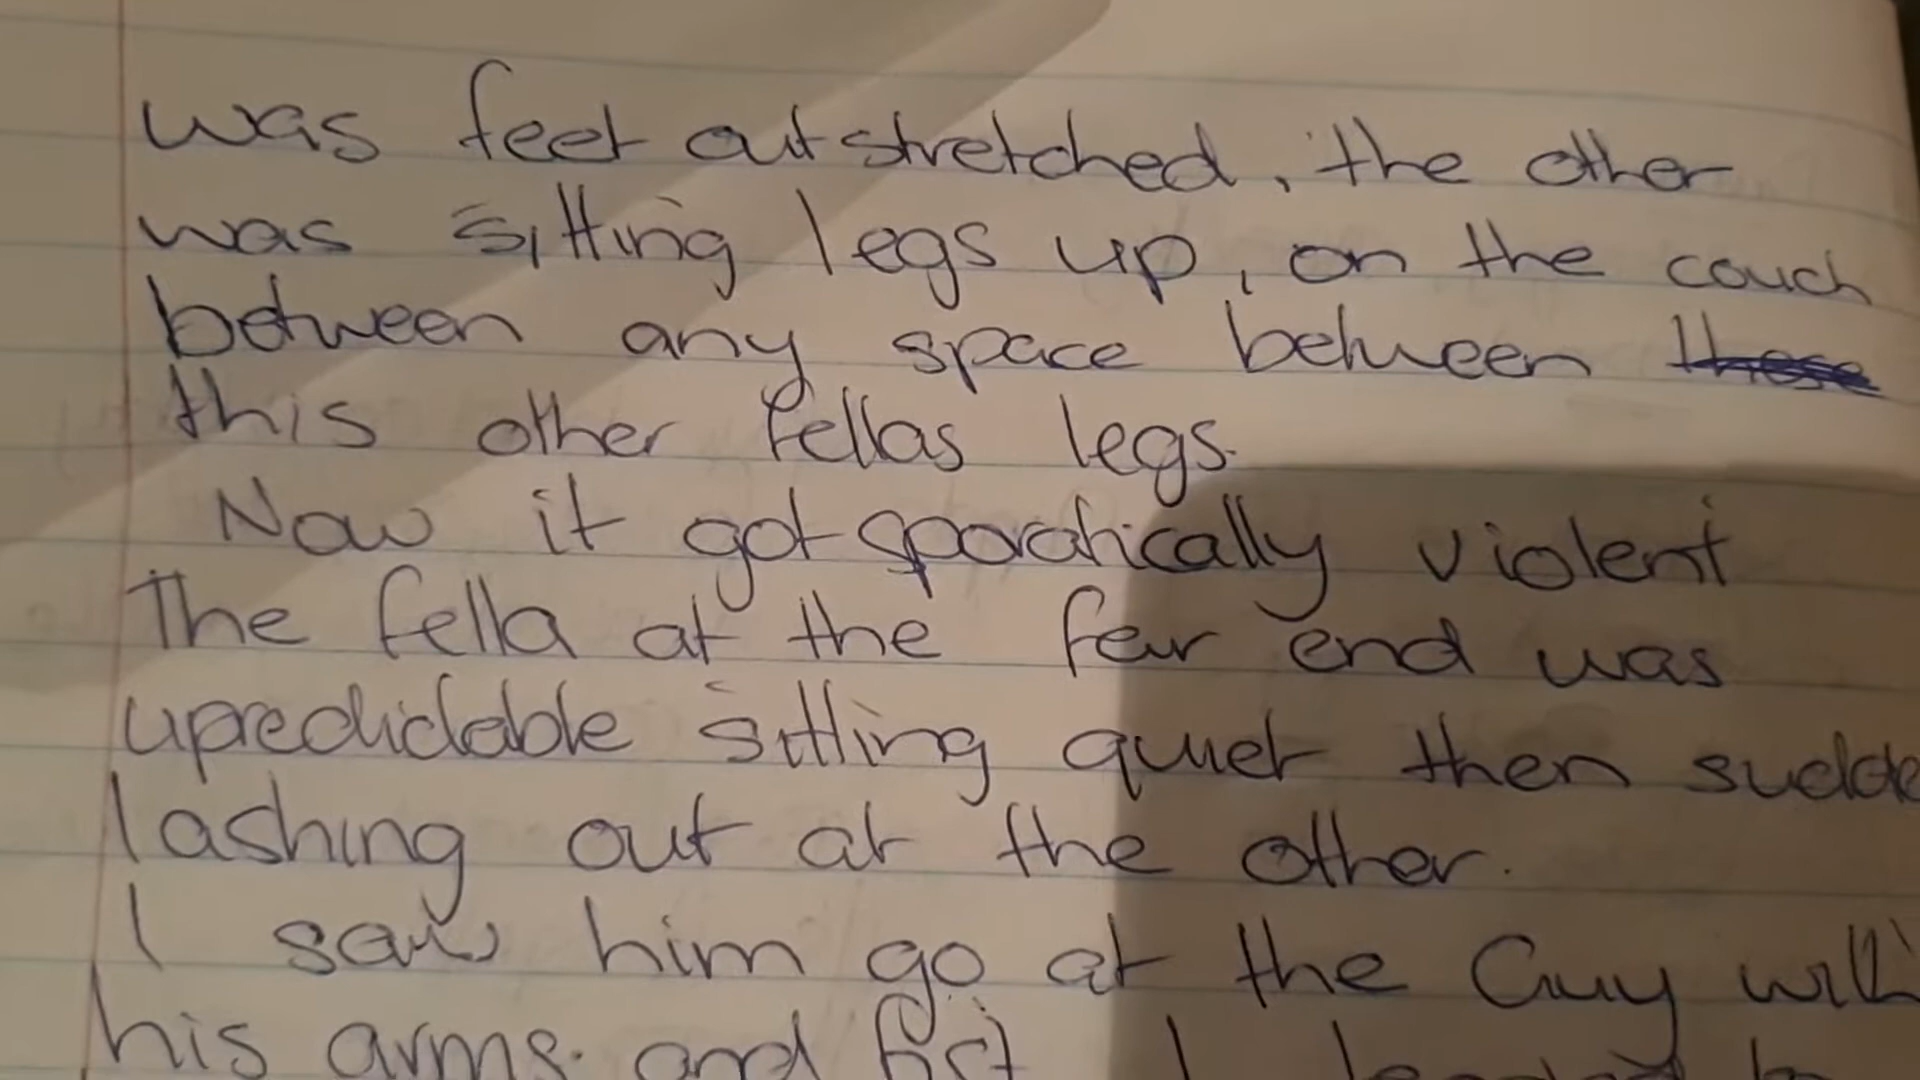 was feet outstretched, the other
was sitting legs up, on the couch
between any space between these
this other fellas legs.
Now it got sporatically violent
The fella at the far end was
upredictable sitting quiet then sudde
lashing out at the other.
I saw him go at the Guy with
his arms. and fist I